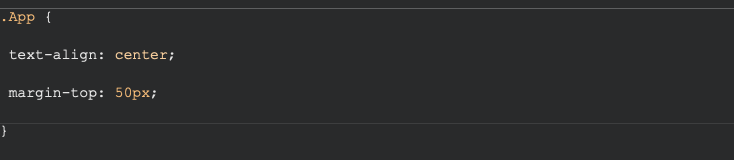 .App {
text-align: center;
margin-top: 50px;
}